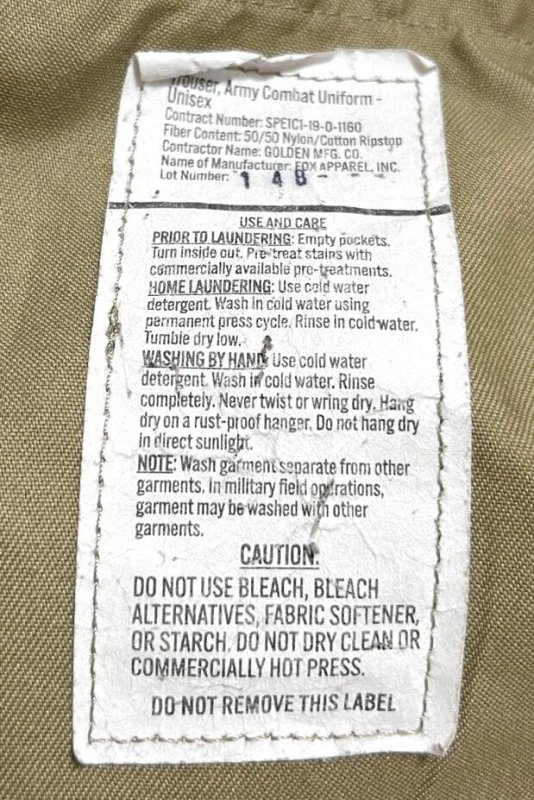 Trouser, Army Combat Uniform -
Unisex
Contract Number: SPE1C1-19-D-1160
Fiber Content: 50/50 Nylon/Cotton Ripstop
Contractor Name: GOLDEN MFG. CO.
Name of Manufacturer: FOX APPAREL, INC.
Lot Number: 148
USE AND CARE
PRIOR TO LAUNDERING: Empty pockets.
Turn inside out. Pre-treat stains with
commercially available pre-treatments.
HOME LAUNDERING: Use cold water
detergent. Wash in cold water using
permanent press cycle. Rinse in cold water.
Tumble dry low.
WASHING BY HAND: Use cold water
detergent. Wash in cold water. Rinse
completely. Never twist or wring dry. Hang
dry on a rust-proof hanger. Do not hang dry
in direct sunlight.
NOTE: Wash garment separate from other
garments. In military field operations,
garment may be washed with other
garments.
CAUTION:
DO NOT USE BLEACH, BLEACH
ALTERNATIVES, FABRIC SOFTENER,
OR STARCH. DO NOT DRY CLEAN OR
COMMERCIALLY HOT PRESS.
DO NOT REMOVE THIS LABEL